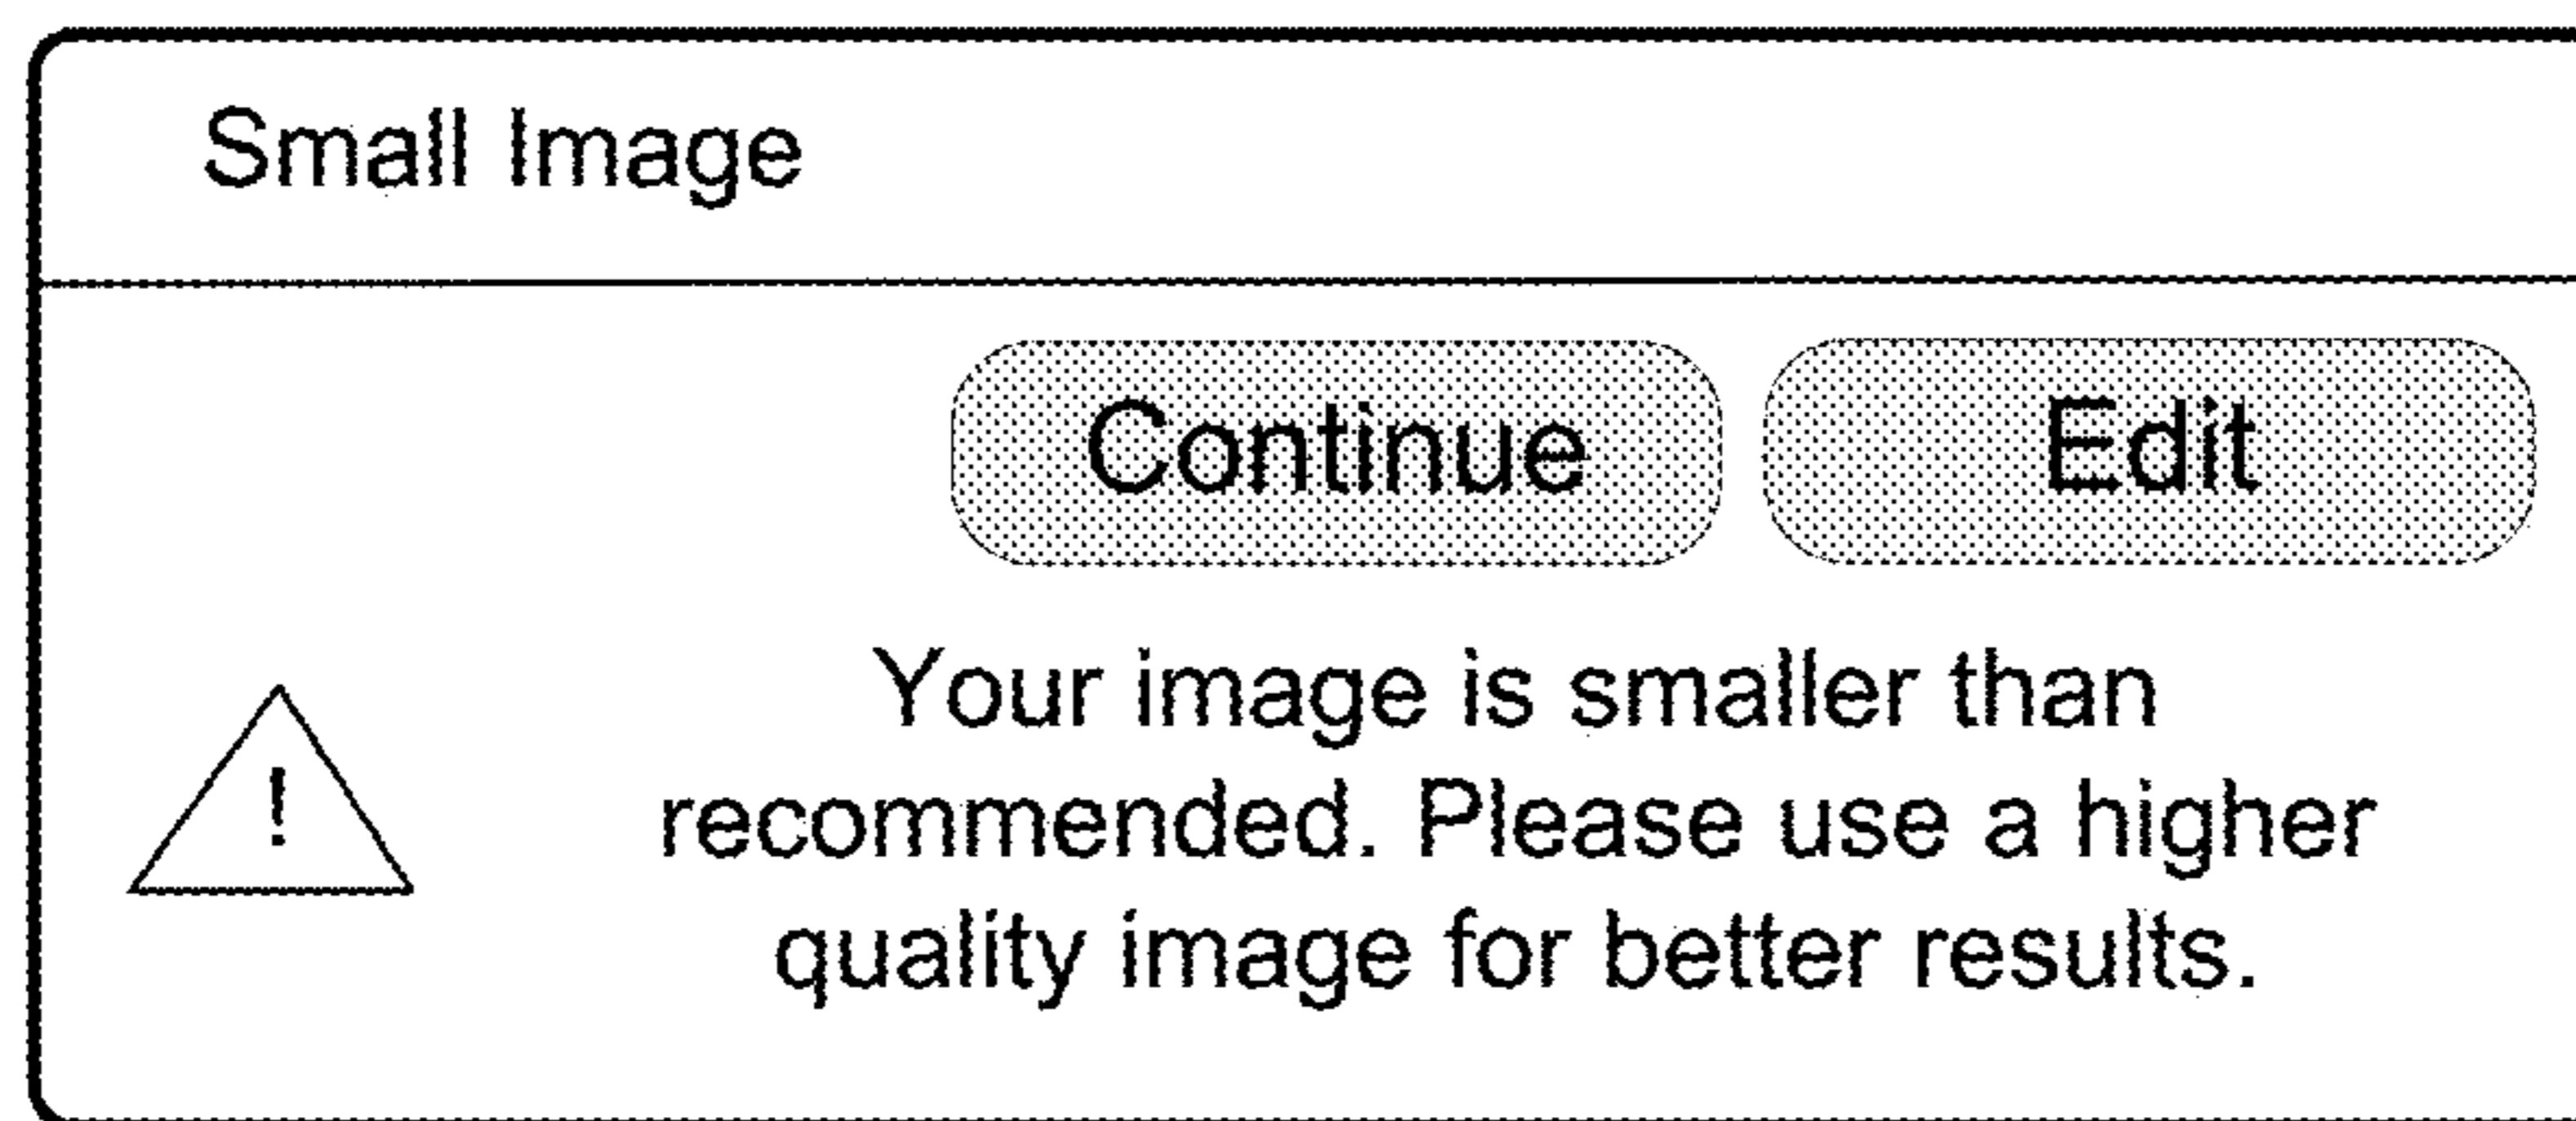 Small Image
Continue Edit
Your image is smaller than
!
recommended. Please use a higher
quality image for better results.